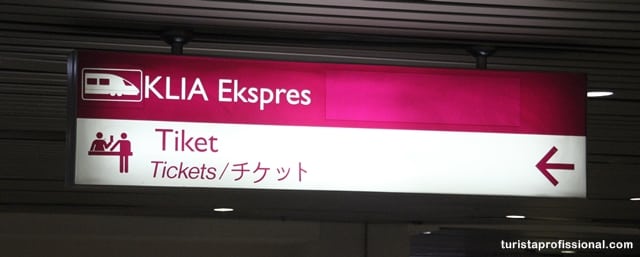 KLIA Ekspres
Tiket
Tickets/チケット
turistaprofissional.com